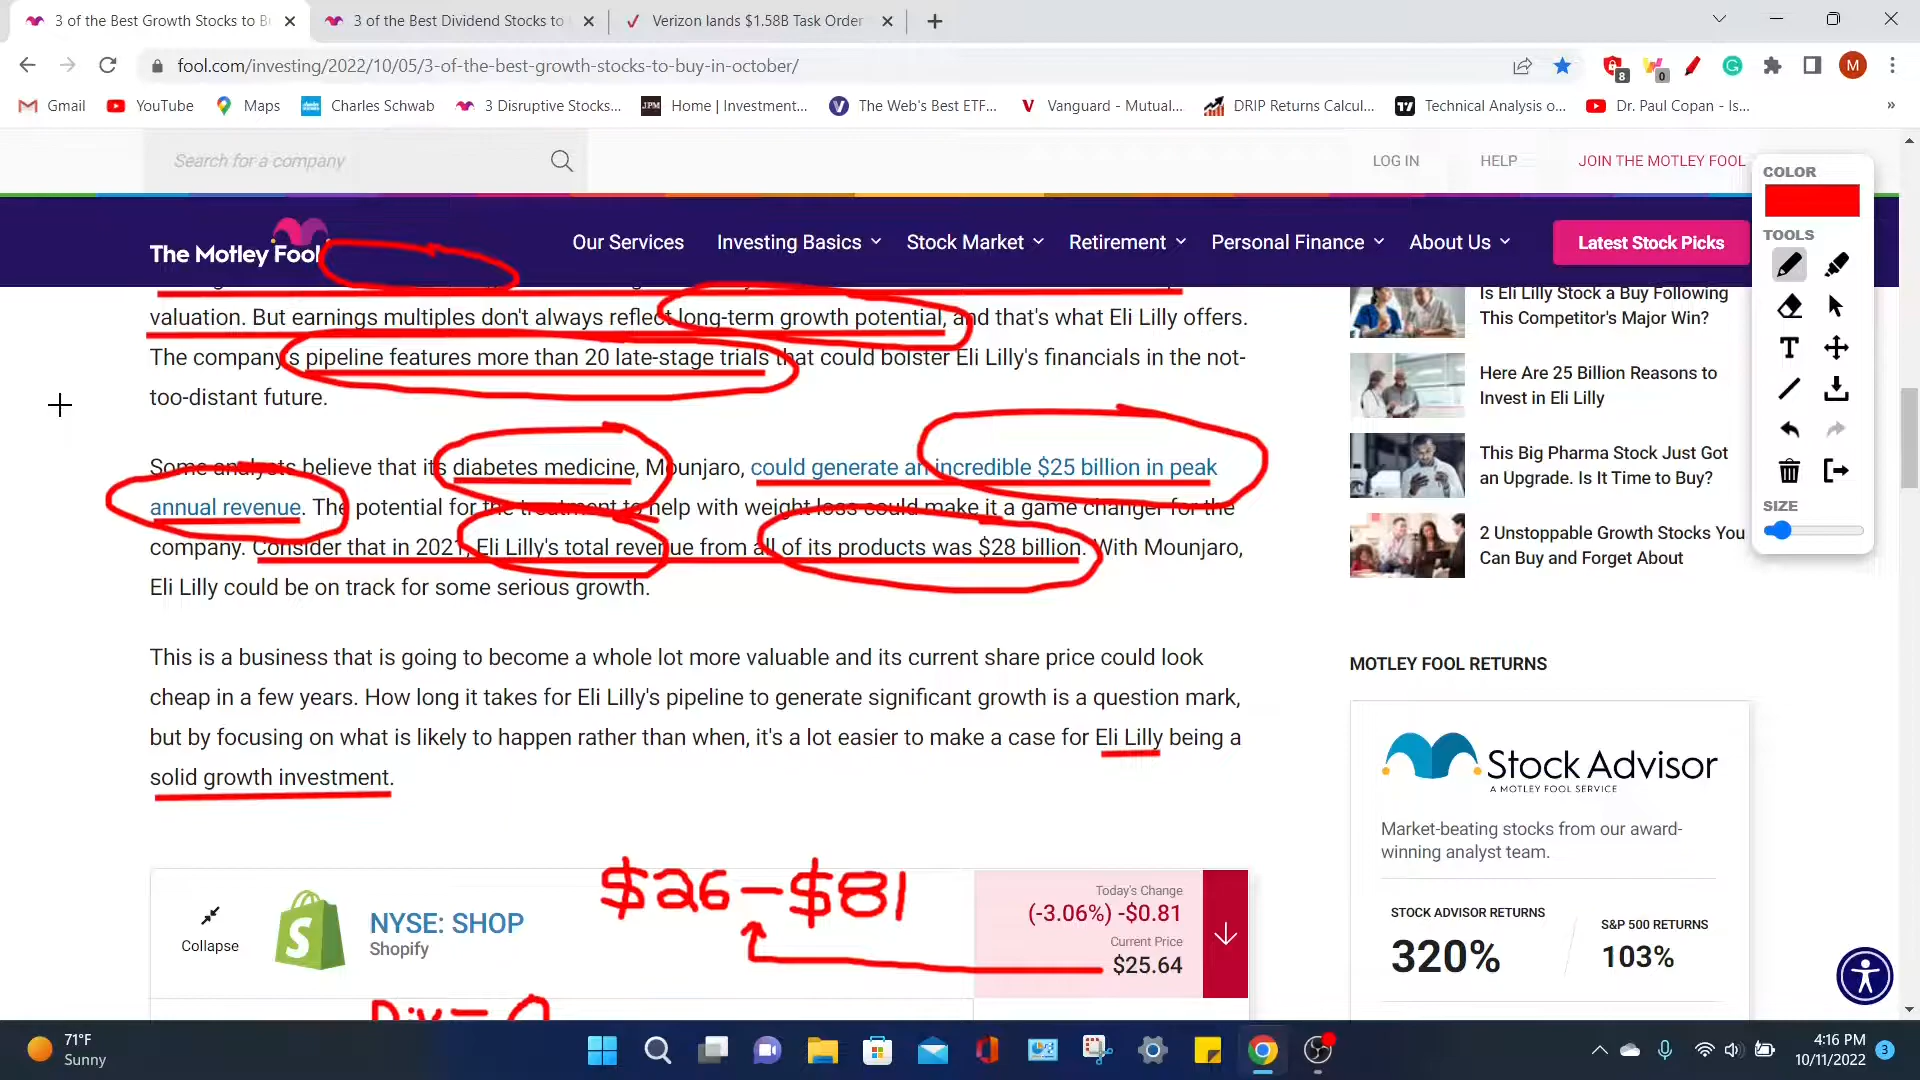 3 of the Best Growth Stocks to B
3 of the Best Dividend Stocks to
Verizon lands $1.58B Task Order
fool.com/investing/2022/10/05/3-of-the-best-growth-stocks-to-buy-in-october/
8
0
M
Gmail
YouTube
Maps
Charles Schwab
3 Disruptive Stocks...
JPM
Home | Investment...
The Web's Best ETF...
Vanguard - Mutual...
DRIP Returns Calcul...
Technical Analysis o...
Dr. Paul Copan - Is...
»
Search for a company
LOG IN
HELP
JOIN THE MOTLEY FOOL
The Motley Fool
Our Services
Investing Basics
Stock Market
Retirement
Personal Finance
About Us
Latest Stock Picks
COLOR
TOOLS
SIZE
valuation. But earnings multiples don't always reflect long-term growth potential, and that's what Eli Lilly offers.
The company's pipeline features more than 20 late-stage trials that could bolster Eli Lilly's financials in the not-
too-distant future.
Some analysts believe that its diabetes medicine, Mounjaro, could generate an incredible $25 billion in peak
annual revenue. The potential for the treatment to help with weight loss could make it a game changer for the
company. Consider that in 2021, Eli Lilly's total revenue from all of its products was $28 billion. With Mounjaro,
Eli Lilly could be on track for some serious growth.
This is a business that is going to become a whole lot more valuable and its current share price could look
cheap in a few years. How long it takes for Eli Lilly's pipeline to generate significant growth is a question mark,
but by focusing on what is likely to happen rather than when, it's a lot easier to make a case for Eli Lilly being a
solid growth investment.
Is Eli Lilly Stock a Buy Following
This Competitor's Major Win?
Here Are 25 Billion Reasons to
Invest in Eli Lilly
This Big Pharma Stock Just Got
an Upgrade. Is It Time to Buy?
2 Unstoppable Growth Stocks You
Can Buy and Forget About
MOTLEY FOOL RETURNS
Stock Advisor
A MOTLEY FOOL SERVICE
Market-beating stocks from our award-
winning analyst team.
STOCK ADVISOR RETURNS
320%
S&P 500 RETURNS
103%
Collapse
NYSE: SHOP
Shopify
$26-$81
Today's Change
(-3.06%) -$0.81
Current Price
$25.64
Div =
71°F
Sunny
4:16 PM
10/11/2022
3